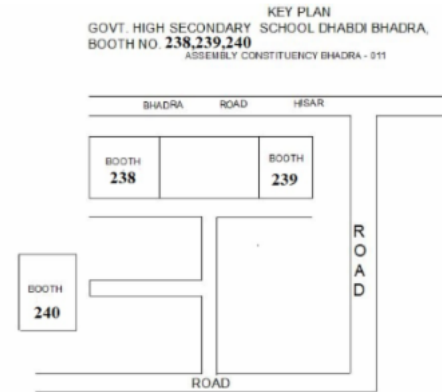 KEY PLAN
GOVT. HIGH SECONDARY SCHOOL DHABDI BHADRA,
BOOTH NO. 238,239,240
ASSEMBLY CONSTITUENCY BHADRA - 011
BHADRA ROAD HISAR
BOOTH
238
BOOTH
239
ROAD
BOOTH
240
ROAD